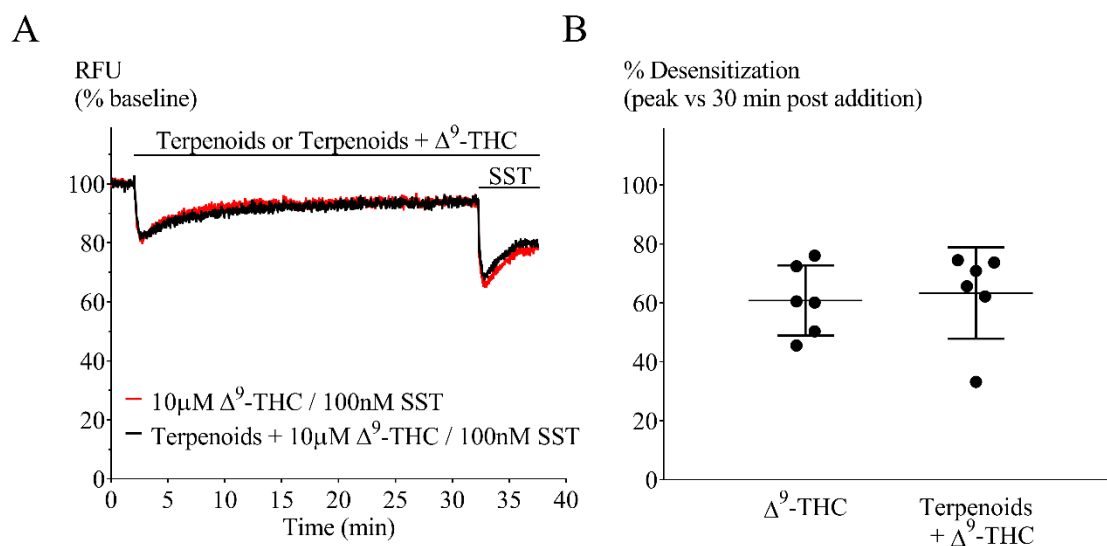 A
RFU
(% baseline)
Terpenoids or Terpenoids + Δ⁹-THC
SST
100
80
60
40
20
0
10μM Δ⁹-THC / 100nM SST
Terpenoids + 10μM Δ⁹-THC / 100nM SST
0 5 10 15 20 25 30 35 40
Time (min)
B
% Desensitization
(peak vs 30 min post addition)
100
80
60
40
20
0
Δ⁹-THC
Terpenoids
+ Δ⁹-THC